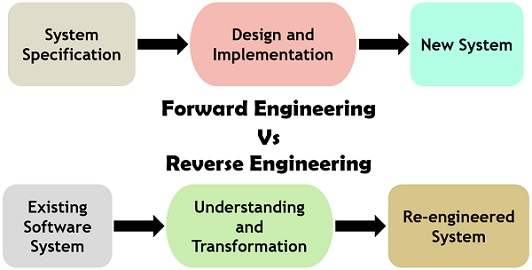 System
Specification
Design and
Implementation
New System
Forward Engineering
Vs
Reverse Engineering
Existing
Software
System
Understanding
and
Transformation
Re-engineered
System